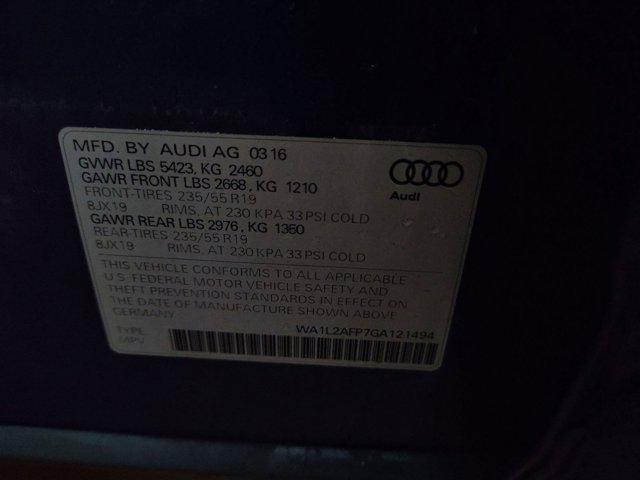 MFD. BY AUDI AG 0316
GVWR LBS 5423, KG 2460
GAWR FRONT LBS 2668, KG 1210
FRONT-TIRES 235/55 R19
8JX19 RIMS, AT 230 KPA 33 PSI COLD
GAWR REAR LBS 2976, KG 1350
REAR-TIRES 235/55 R19
8JX19 RIMS, AT 230 KPA 33 PSI COLD
Audi
THIS VEHICLE CONFORMS TO ALL APPLICABLE
U.S. FEDERAL MOTOR VEHICLE SAFETY AND
THEFT PREVENTION STANDARDS IN EFFECT ON
THE DATE OF MANUFACTURE SHOWN ABOVE
GERMANY
TYPE: WA1L2AFP7GA121494
MPV